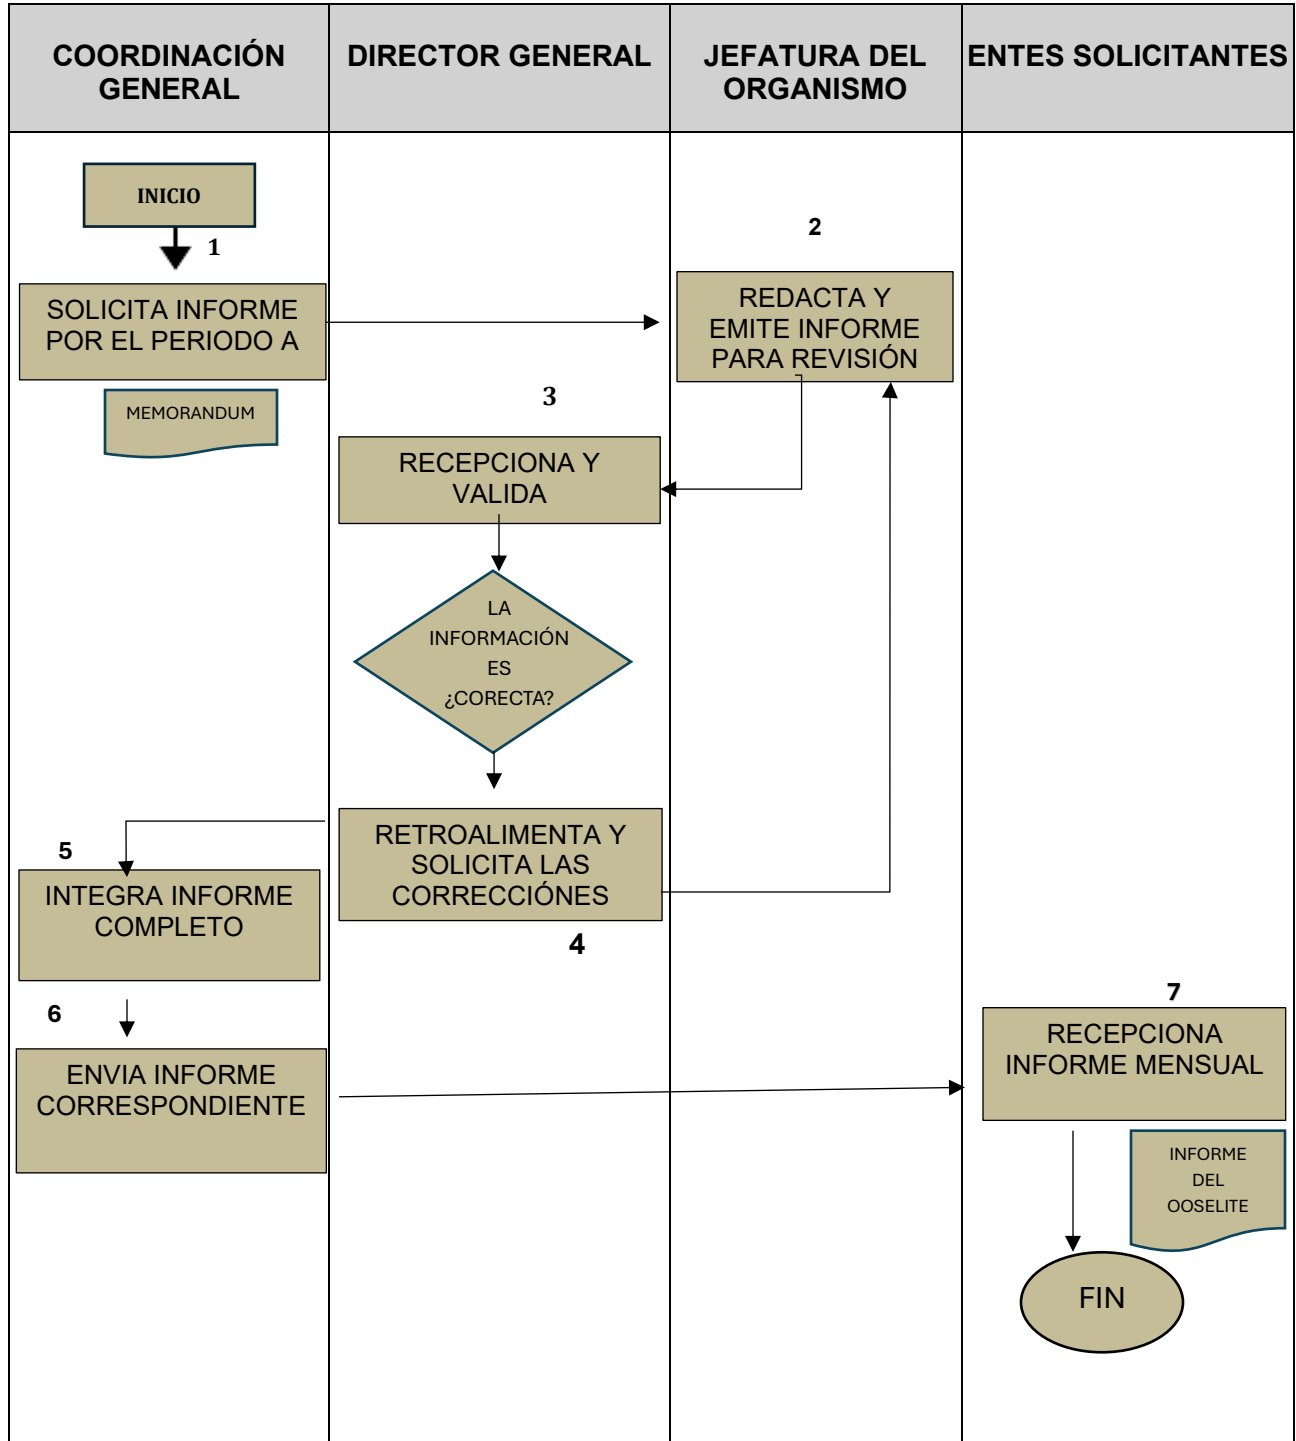 COORDINACIÓN
GENERAL
DIRECTOR GENERAL
JEFATURA DEL
ORGANISMO
ENTES SOLICITANTES
INICIO
1
SOLICITA INFORME
POR EL PERIODO A
MEMORANDUM
2
REDACTA Y
EMITE INFORME
PARA REVISIÓN
3
RECEPCIONA Y
VALIDA
LA
INFORMACIÓN
ES
¿CORECTA?
RETROALIMENTA Y
SOLICITA LAS
CORRECCIÓNES
4
5
INTEGRA INFORME
COMPLETO
6
ENVIA INFORME
CORRESPONDIENTE
7
RECEPCIONA
INFORME MENSUAL
INFORME
DEL
OOSELITE
FIN